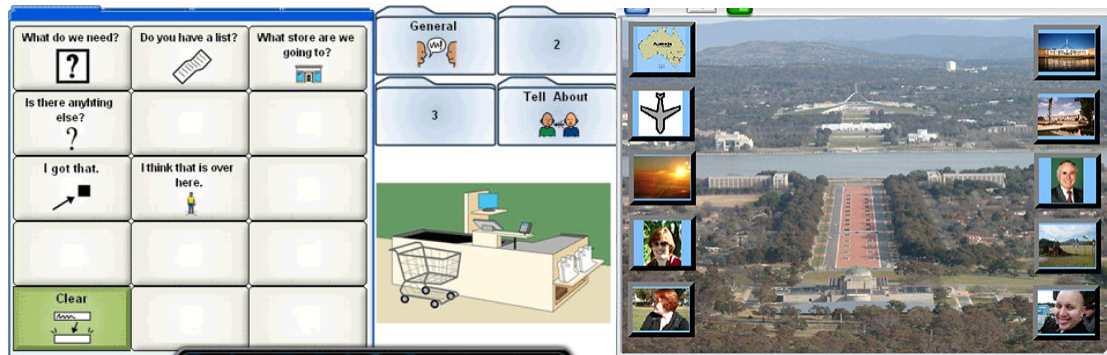 What do we need?
Do you have a list?
What store are we
going to?
Is there anyhting
else?
I got that.
I think that is over
here.
Clear
General
2
3
Tell About
Australia